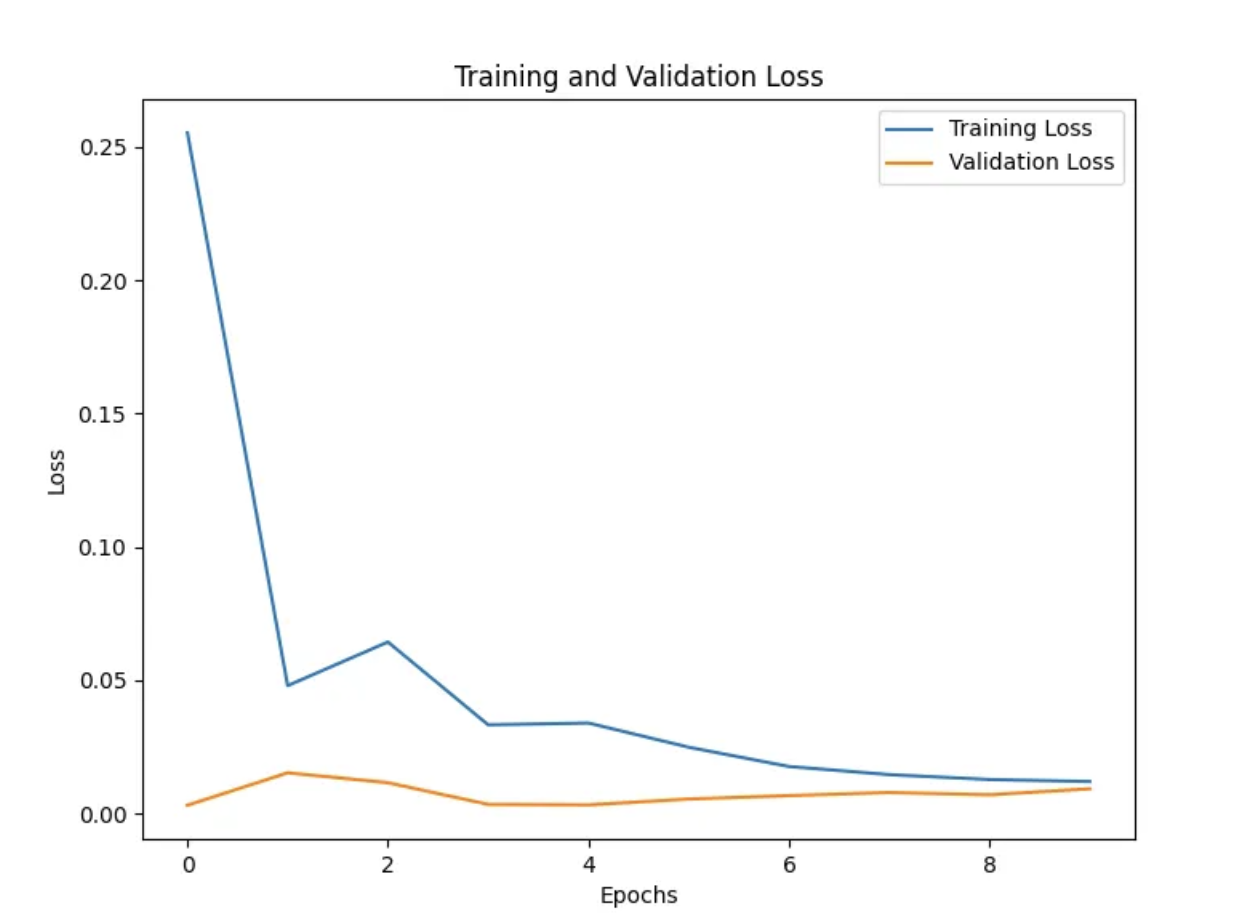 Training and Validation Loss
Training Loss
Validation Loss
0.25
0.20
0.15
0.10
0.05
0.00
Loss
0 2 4 6 8
Epochs